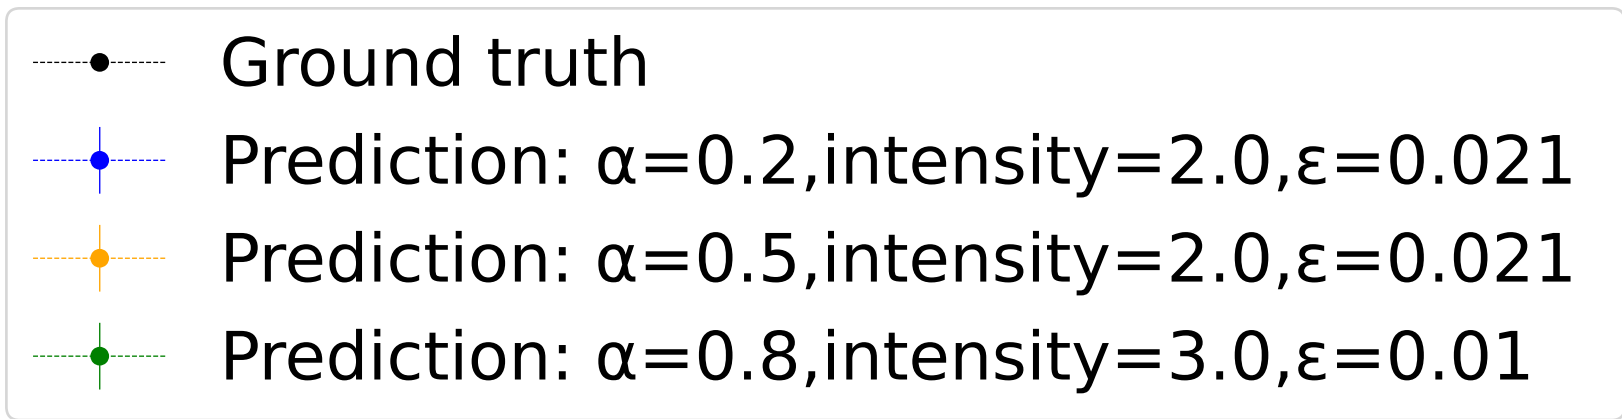 Ground truth
Prediction: α=0.2,intensity=2.0,ε=0.021
Prediction: α=0.5,intensity=2.0,ε=0.021
Prediction: α=0.8,intensity=3.0,ε=0.01